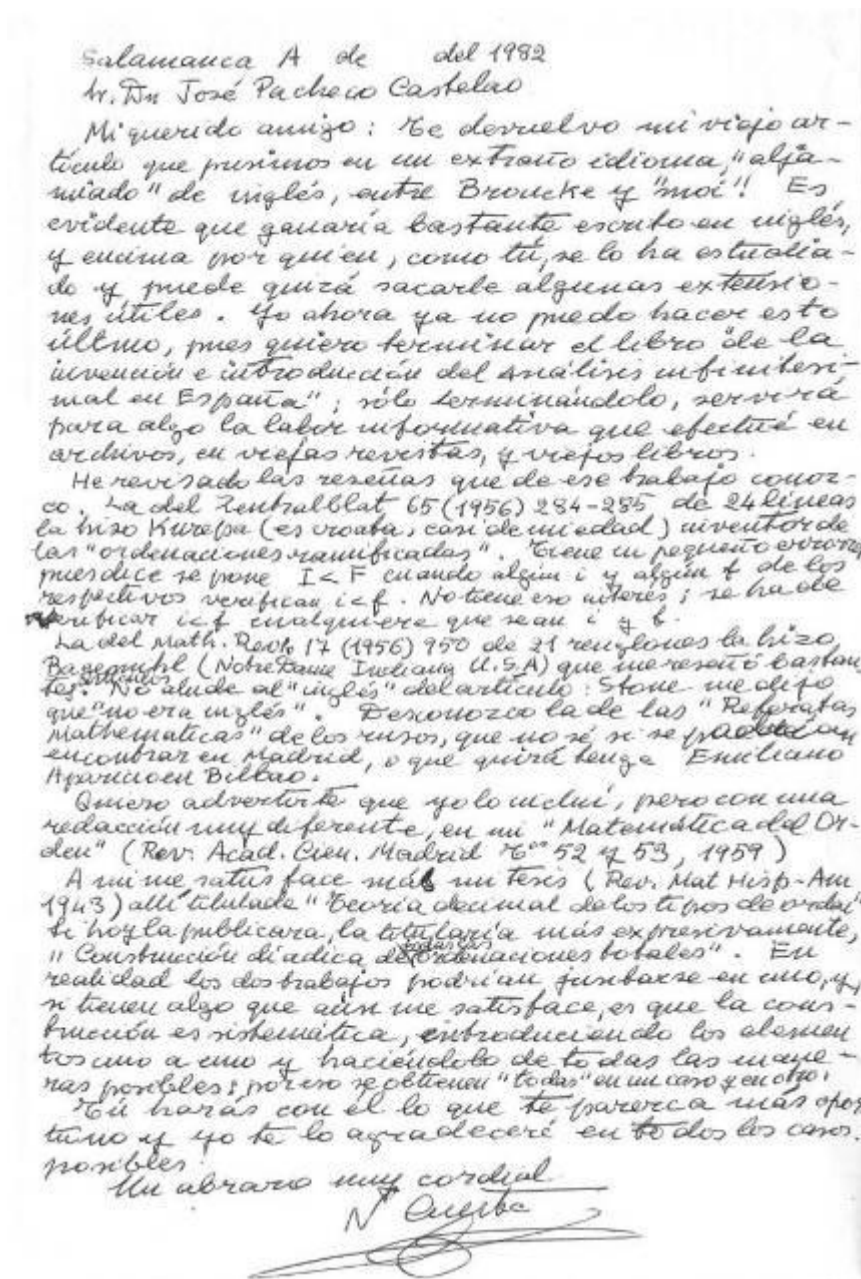 Salamanca A de del 1982
Sr. Dn José Pacheco Castelao
Mi querido amigo: Te devuelvo mi viejo ar-
tículo que pusimos en un extraño idioma, "alja-
miado" de inglés, entre Broucke y "moi"! Es
evidente que ganaría bastante escrito en inglés,
y encima por quien, como tú, se lo ha estudia-
do y puede quizá sacarle algunas extensio-
nes útiles. Yo ahora ya no puedo hacer esto
último, pues quiero terminar el libro "de la
invención e introducción del Análisis infinitesi-
mal en España"; sólo terminándolo, servirá
para algo la labor informativa que efectué en
archivos, en viejas revistas, y viejos libros.
He revisado las reseñas que de ese trabajo conoz-
co. La del Zentralblat 65 (1956) 284-285 de 24 líneas
la hizo Kurepa (es croata, casi de mi edad) inventor de
las "ordenaciones ramificadas". Tiene un pequeño error,
pues dice se pone I < F cuando algún i y algún f de los
respectivos verifican i<f. No tiene eso interés; se ha de
verificar i<f cualquiera que sean i y f.
La del Math. Rev. 17 (1956) 950 de 21 renglones la hizo
Bagemihl (Notre Dame Indiana U.S.A) que me reseñó bastan
tes artículos. No alude al "inglés" del artículo: Stone me dijo
que "no era inglés". Desconozco la de las "Referatas
Mathematicas" de los rusos, que no sé si se podrían
encontrar en Madrid, o que quizá tenga Emiliano
Aparicio en Bilbao.
Quiero advertirte que yo lo incluí, pero con una
redacción muy diferente, en mi "Matemática del Or-
den" (Rev. Acad. Cien. Madrid Tos 52 y 53, 1959)
A mi me satisface más mi tesis (Rev. Mat Hisp-Am
1943) allí titulada "Teoría decimal de los tipos de orden"
Si hoy la publicara, la titularía más expresivamente,
"Construcción diadica de todas las ordenaciones totales". En
realidad los dos trabajos podrían juntarse en uno, y,
si tienen algo que aún me satisface, es que la cons-
trucción es sistemática, introduciendo los elemen
tos uno a uno y haciéndolo de todas las mane-
ras posibles; por eso se obtienen "todas" en un caso y en otro.
Tú harás con el lo que te parezca más opor
tuno y yo te lo agradeceré en todos los casos
posibles.
Un abrazo muy cordial
N Cuesta